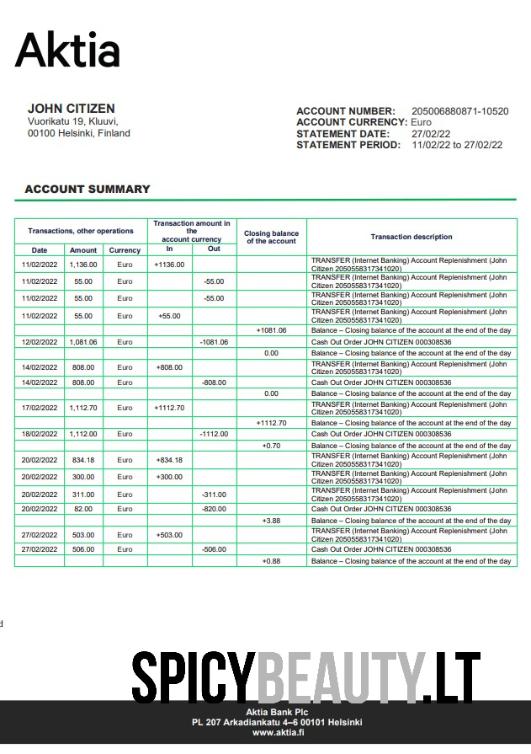 Aktia
JOHN CITIZEN
Vuorikatu 19, Kluuvi,
00100 Helsinki, Finland
ACCOUNT NUMBER: 205006880871-10520
ACCOUNT CURRENCY: Euro
STATEMENT DATE: 27/02/22
STATEMENT PERIOD: 11/02/22 to 27/02/22
ACCOUNT SUMMARY
Transactions, other operations
Transaction amount in
the
account currency
Closing balance
of the account
Transaction description
Date Amount Currency In Out
11/02/2022 1,136.00 Euro +1136.00 TRANSFER (Internet Banking) Account Replenishment (John
Citizen 2050558317341020)
11/02/2022 55.00 Euro -55.00 TRANSFER (Internet Banking) Account Replenishment (John
Citizen 2050558317341020)
11/02/2022 55.00 Euro -55.00 TRANSFER (Internet Banking) Account Replenishment (John
Citizen 2050558317341020)
11/02/2022 55.00 Euro +55.00 TRANSFER (Internet Banking) Account Replenishment (John
Citizen 2050558317341020)
+1081.06 Balance – Closing balance of the account at the end of the day
12/02/2022 1,081.06 Euro -1081.06 Cash Out Order JOHN CITIZEN 000308536
0.00 Balance – Closing balance of the account at the end of the day
14/02/2022 808.00 Euro +808.00 TRANSFER (Internet Banking) Account Replenishment (John
Citizen 2050558317341020)
14/02/2022 808.00 Euro -808.00 Cash Out Order JOHN CITIZEN 000308536
0.00 Balance – Closing balance of the account at the end of the day
17/02/2022 1,112.70 Euro +1112.70 TRANSFER (Internet Banking) Account Replenishment (John
Citizen 2050558317341020)
+1112.70 Balance – Closing balance of the account at the end of the day
18/02/2022 1,112.00 Euro -1112.00 Cash Out Order JOHN CITIZEN 000308536
+0.70 Balance – Closing balance of the account at the end of the day
20/02/2022 834.18 Euro +834.18 TRANSFER (Internet Banking) Account Replenishment (John
Citizen 2050558317341020)
20/02/2022 300.00 Euro +300.00 TRANSFER (Internet Banking) Account Replenishment (John
Citizen 2050558317341020)
20/02/2022 311.00 Euro -311.00 TRANSFER (Internet Banking) Account Replenishment (John
Citizen 2050558317341020)
20/02/2022 82.00 Euro -820.00 Cash Out Order JOHN CITIZEN 000308536
+3.88 Balance – Closing balance of the account at the end of the day
27/02/2022 503.00 Euro +503.00 TRANSFER (Internet Banking) Account Replenishment (John
Citizen 2050558317341020)
27/02/2022 506.00 Euro -506.00 Cash Out Order JOHN CITIZEN 000308536
+0.88 Balance – Closing balance of the account at the end of the day
d
SPICYBEAUTY.LT
Aktia Bank Plc
PL 207 Arkadiankatu 4–6 00101 Helsinki
www.aktia.fi